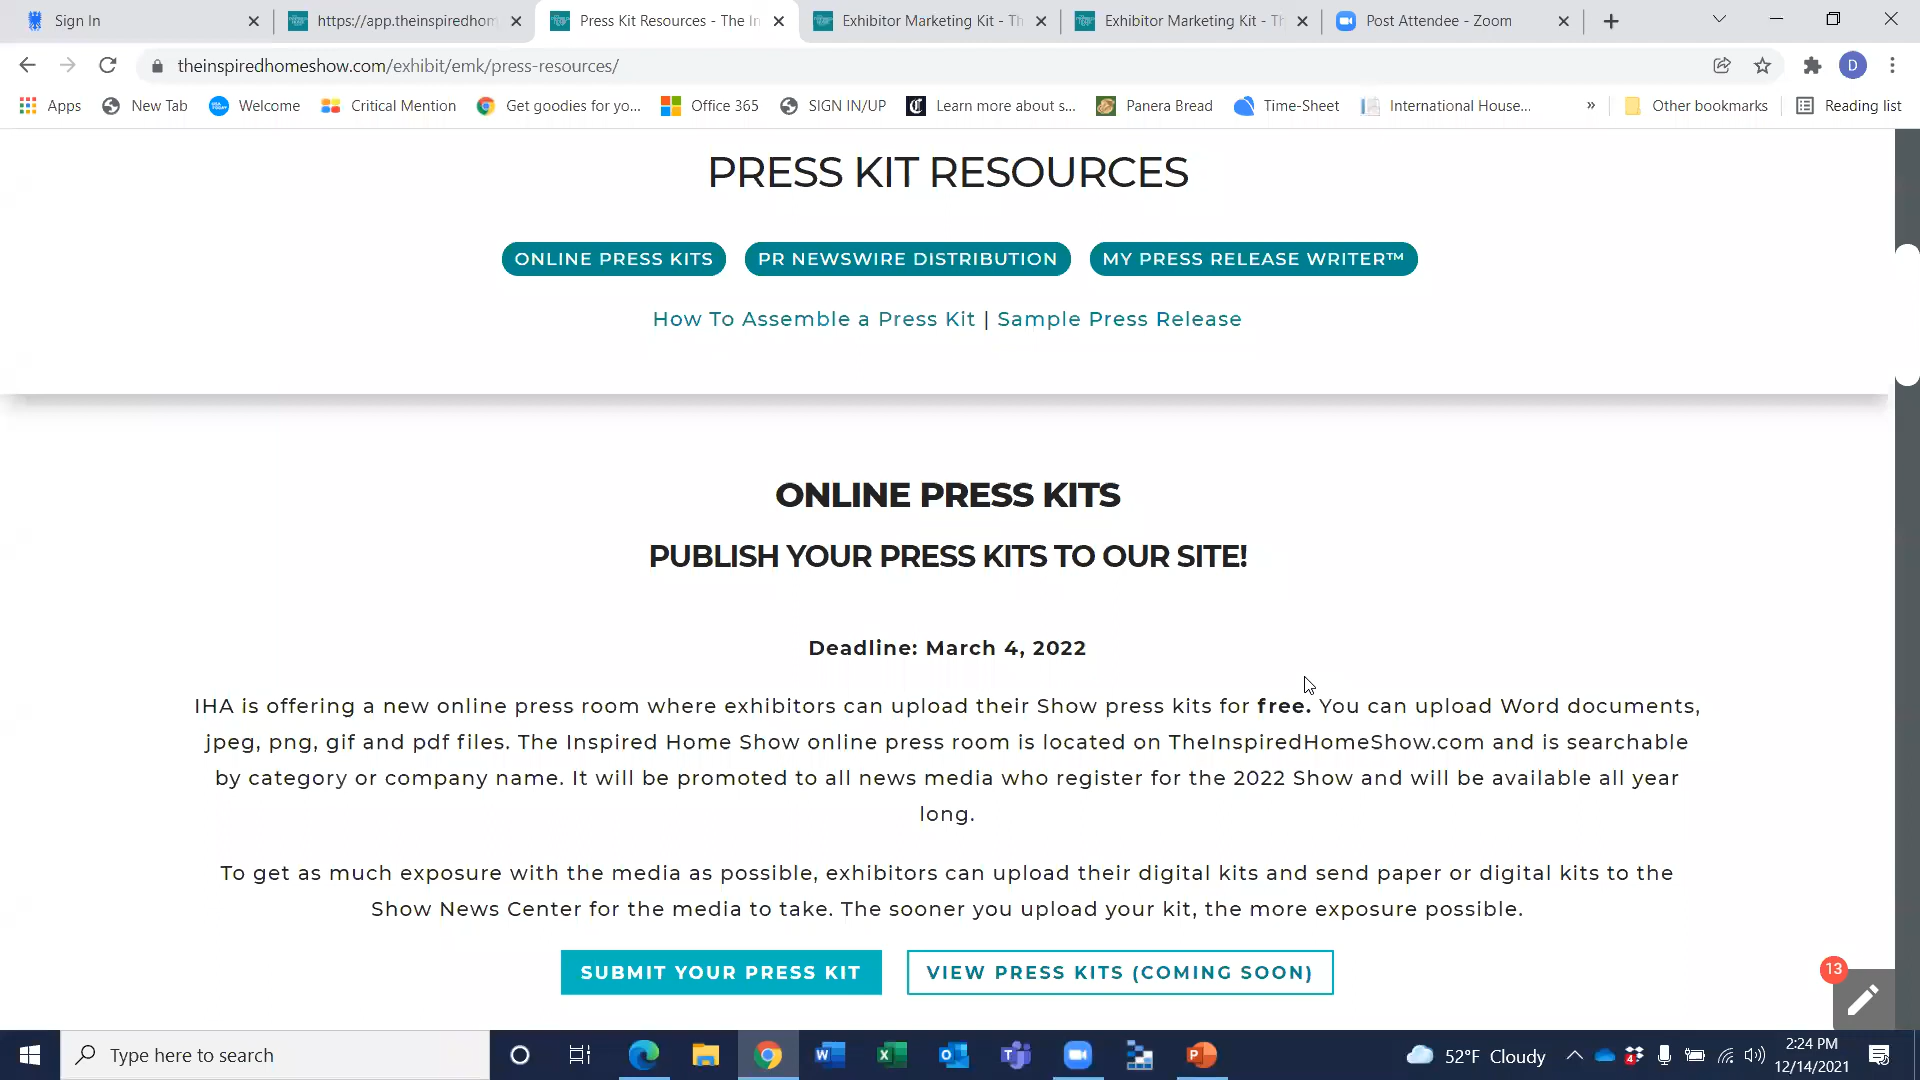 Sign In
https://app.theinspiredhom
Press Kit Resources - The In
Exhibitor Marketing Kit - Th
Exhibitor Marketing Kit - Th
Post Attendee - Zoom
theinspiredhomeshow.com/exhibit/emk/press-resources/
D
Apps
New Tab
Welcome
Critical Mention
Get goodies for yo...
Office 365
SIGN IN/UP
Learn more about s...
Panera Bread
Time-Sheet
International House...
»
Other bookmarks
Reading list
PRESS KIT RESOURCES
ONLINE PRESS KITS
PR NEWSWIRE DISTRIBUTION
MY PRESS RELEASE WRITER™
How To Assemble a Press Kit | Sample Press Release
ONLINE PRESS KITS
PUBLISH YOUR PRESS KITS TO OUR SITE!
Deadline: March 4, 2022
IHA is offering a new online press room where exhibitors can upload their Show press kits for free. You can upload Word documents,
jpeg, png, gif and pdf files. The Inspired Home Show online press room is located on TheInspiredHomeShow.com and is searchable
by category or company name. It will be promoted to all news media who register for the 2022 Show and will be available all year
long.
To get as much exposure with the media as possible, exhibitors can upload their digital kits and send paper or digital kits to the
Show News Center for the media to take. The sooner you upload your kit, the more exposure possible.
SUBMIT YOUR PRESS KIT
VIEW PRESS KITS (COMING SOON)
13
Type here to search
52°F Cloudy
2:24 PM
12/14/2021